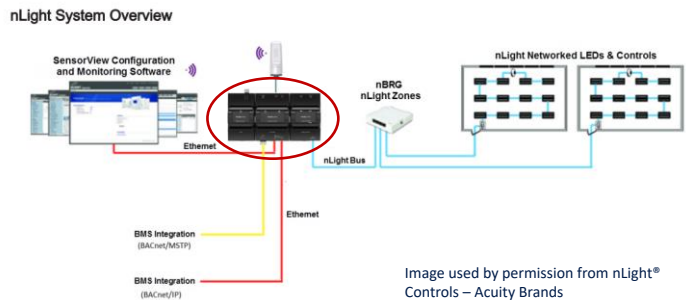 nLight System Overview
SensorView Configuration
and Monitoring Software
nBRG
nLight Zones
nLight Networked LEDs & Controls
Ethernet
nLight Bus
Ethernet
BMS Integration
(BACnet/MSTP)
BMS Integration
(BACnet/IP)
Image used by permission from nLight®
Controls – Acuity Brands